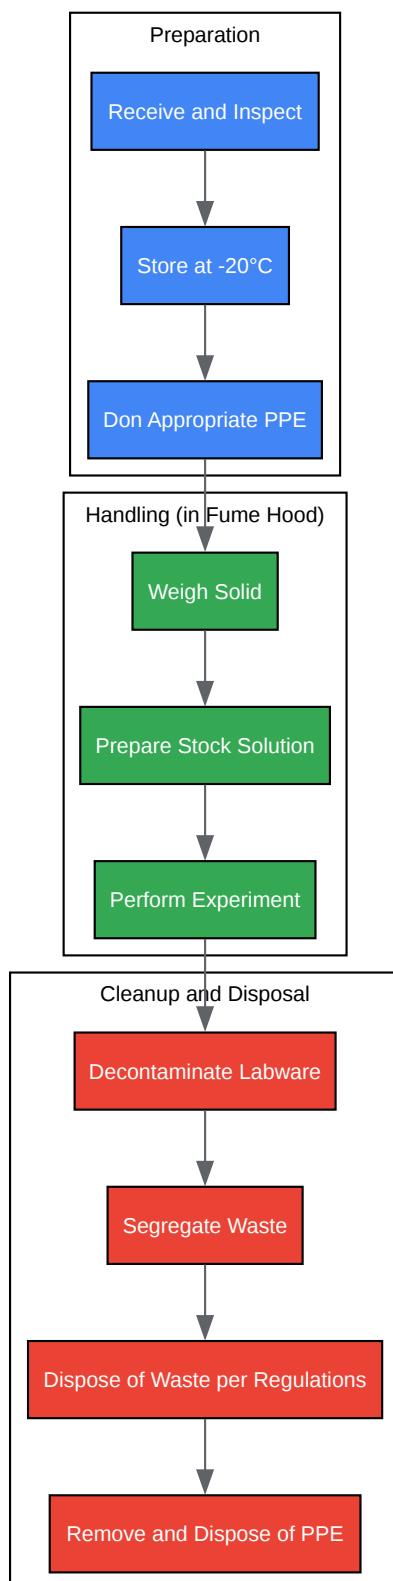 Preparation
Receive and Inspect
Store at -20°C
Don Appropriate PPE
Handling (in Fume Hood)
Weigh Solid
Prepare Stock Solution
Perform Experiment
Cleanup and Disposal
Decontaminate Labware
Segregate Waste
Dispose of Waste per Regulations
Remove and Dispose of PPE